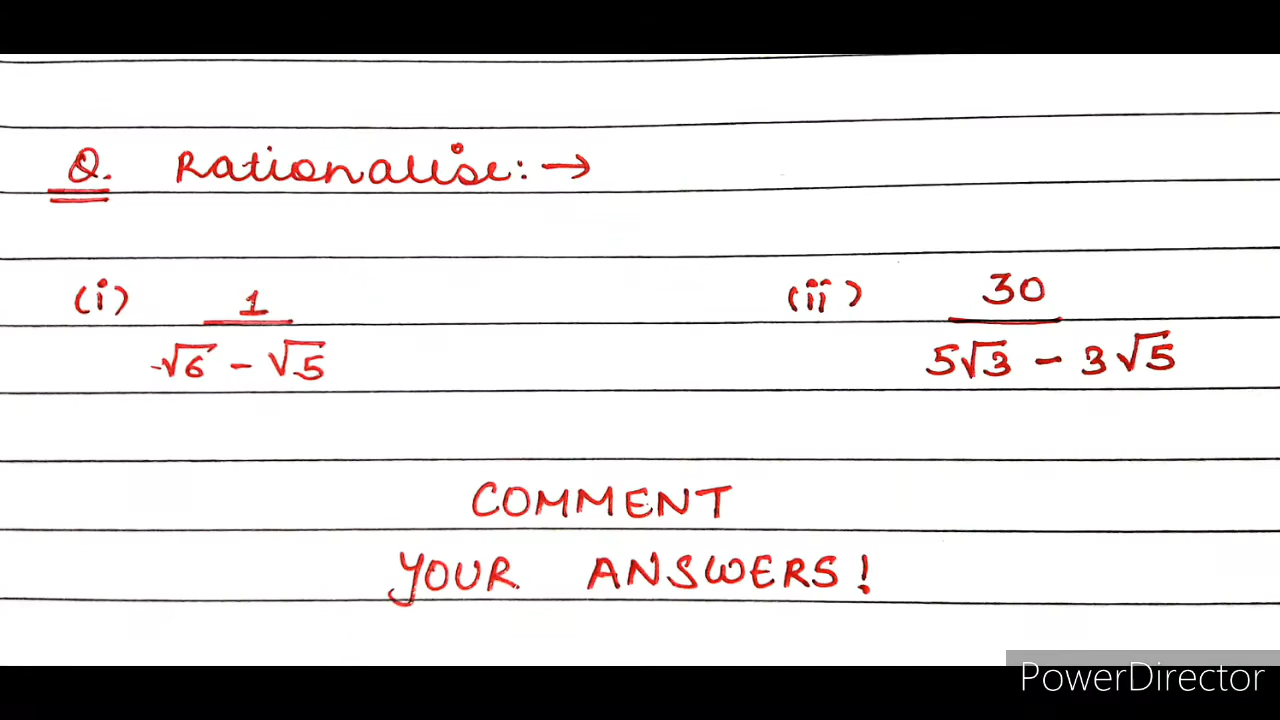 Q. Rationalise:→
(i) 1/(√6 - √5) (ii) 30/(5√3 - 3√5)
COMMENT
YOUR ANSWERS!
PowerDirector